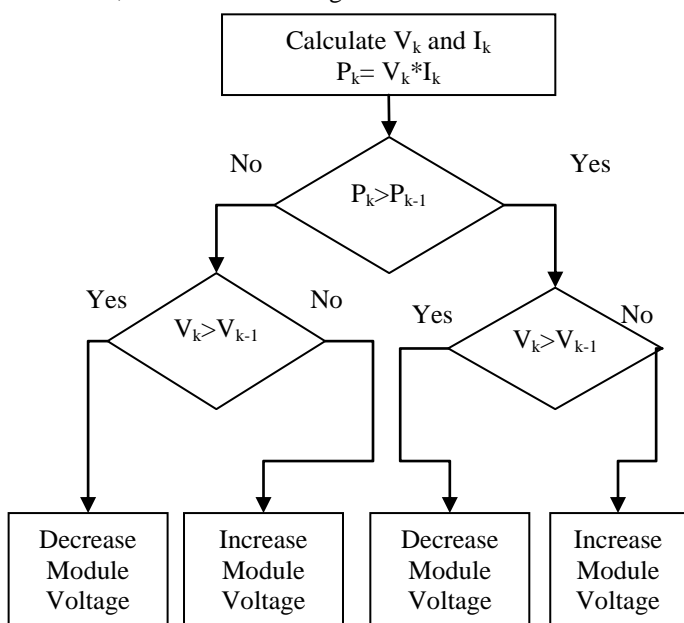 Calculate Vₖ and Iₖ
Pₖ= Vₖ*Iₖ
No
Yes
Pₖ>Pₖ₋₁
Yes
No
Yes
No
Vₖ>Vₖ₋₁
Vₖ>Vₖ₋₁
Decrease
Module
Voltage
Increase
Module
Voltage
Decrease
Module
Voltage
Increase
Module
Voltage